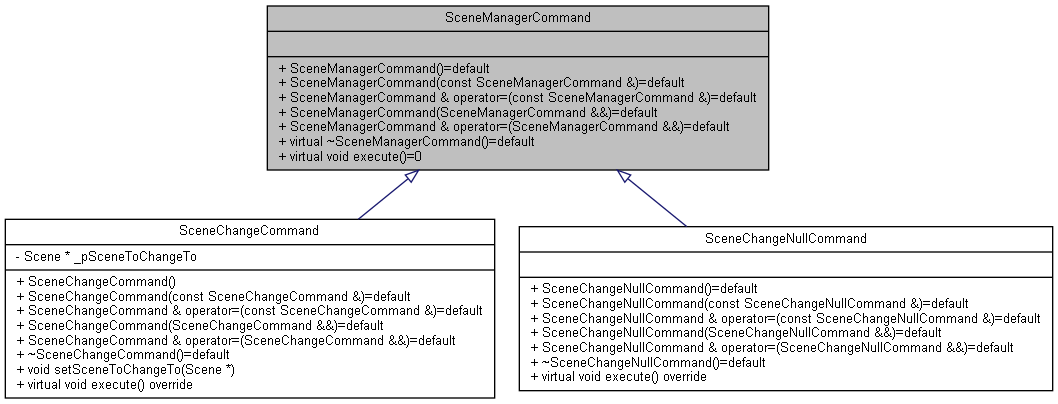 SceneManagerCommand
+ SceneManagerCommand()=default
+ SceneManagerCommand(const SceneManagerCommand &)=default
+ SceneManagerCommand & operator=(const SceneManagerCommand &)=default
+ SceneManagerCommand(SceneManagerCommand &&)=default
+ SceneManagerCommand & operator=(SceneManagerCommand &&)=default
+ virtual ~SceneManagerCommand()=default
+ virtual void execute()=0
SceneChangeCommand
- Scene * _pSceneToChangeTo
+ SceneChangeCommand()
+ SceneChangeCommand(const SceneChangeCommand &)=default
+ SceneChangeCommand & operator=(const SceneChangeCommand &)=default
+ SceneChangeCommand(SceneChangeCommand &&)=default
+ SceneChangeCommand & operator=(SceneChangeCommand &&)=default
+ ~SceneChangeCommand()=default
+ void setSceneToChangeTo(Scene *)
+ virtual void execute() override
SceneChangeNullCommand
+ SceneChangeNullCommand()=default
+ SceneChangeNullCommand(const SceneChangeNullCommand &)=default
+ SceneChangeNullCommand & operator=(const SceneChangeNullCommand &)=default
+ SceneChangeNullCommand(SceneChangeNullCommand &&)=default
+ SceneChangeNullCommand & operator=(SceneChangeNullCommand &&)=default
+ ~SceneChangeNullCommand()=default
+ virtual void execute() override